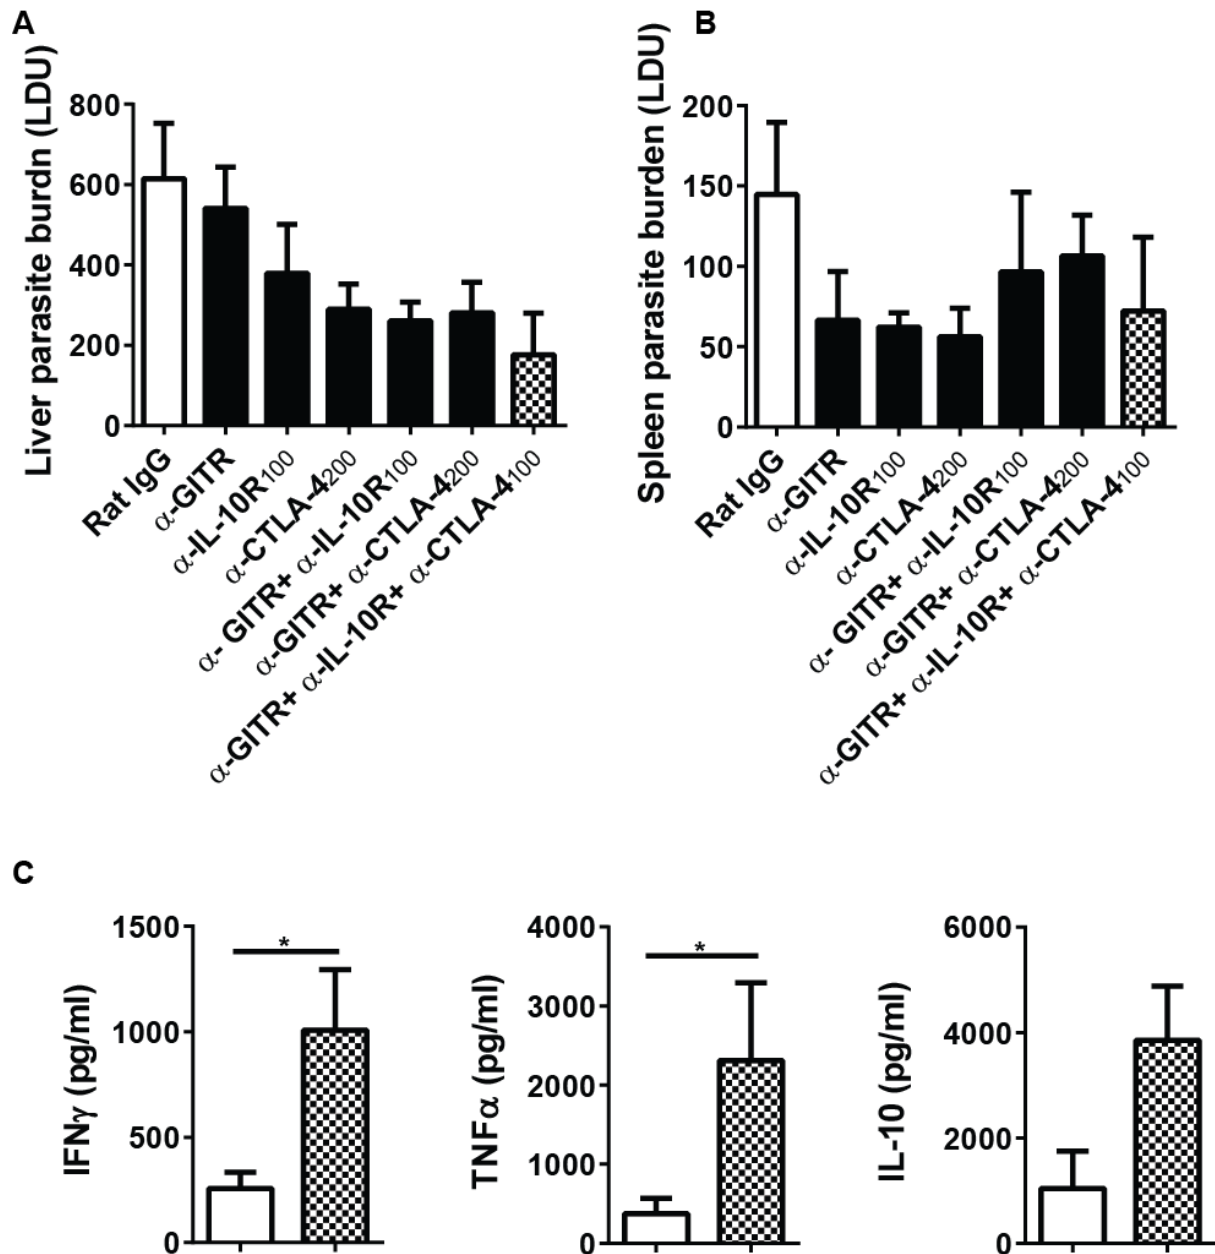 A
Liver parasite burdn (LDU)
800
600
400
200
0
Rat IgG
α-GITR
α-IL-10R100
α-CTLA-4200
α- GITR+ α-IL-10R100
α-GITR+ α-CTLA-4200
α-GITR+ α-IL-10R+ α-CTLA-4100
B
Spleen parasite burden (LDU)
200
150
100
50
0
Rat IgG
α-GITR
α-IL-10R100
α-CTLA-4200
α- GITR+ α-IL-10R100
α-GITR+ α-CTLA-4200
α-GITR+ α-IL-10R+ α-CTLA-4100
C
IFNγ (pg/ml)
1500
1000
500
0
*
TNFα (pg/ml)
4000
3000
2000
1000
0
*
IL-10 (pg/ml)
6000
4000
2000
0